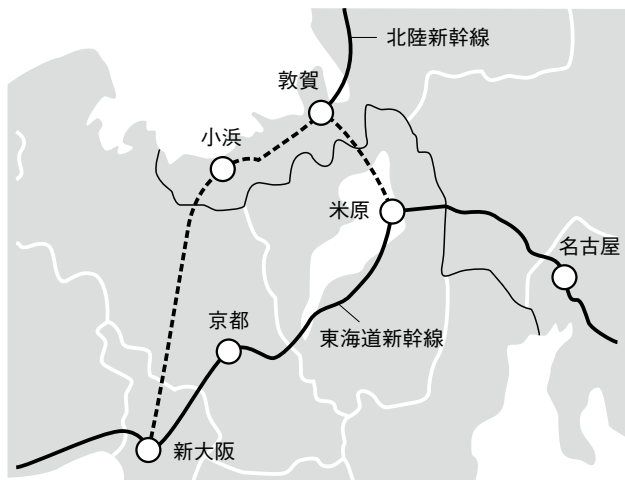 北陸新幹線
敦賀
小浜
米原
名古屋
京都
東海道新幹線
新大阪